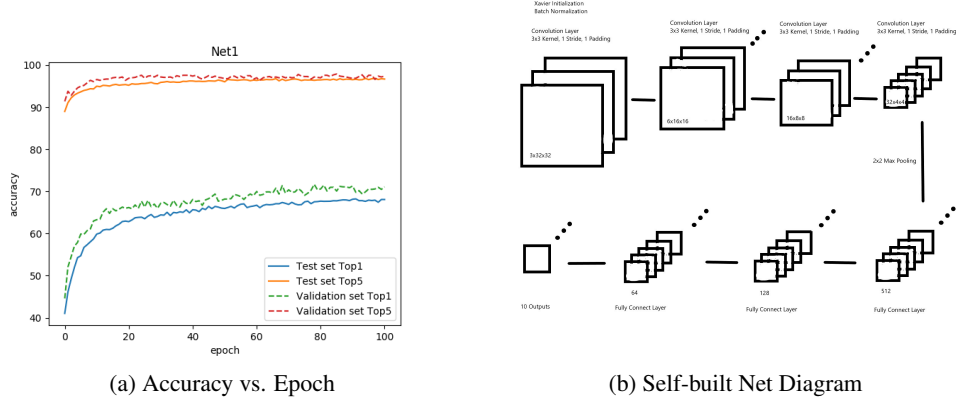 Net1
100
90
80
70
60
50
40
accuracy
0
20
40
60
80
100
epoch
Test set Top1
Test set Top5
Validation set Top1
Validation set Top5
(a) Accuracy vs. Epoch
Xavier Initialization
Batch Normalization
Convolution Layer
3x3 Kernel, 1 Stride, 1 Padding
Convolution Layer
3x3 Kernel, 1 Stride, 1 Padding
Convolution Layer
3x3 Kernel, 1 Stride, 1 Padding
Convolution Layer
3x3 Kernel, 1 Stride, 1 Padding
3x32x32
6x16x16
16x8x8
32x4x4
2x2 Max Pooling
10 Outputs
64
Fully Connect Layer
128
Fully Connect Layer
512
Fully Connect Layer
(b) Self-built Net Diagram